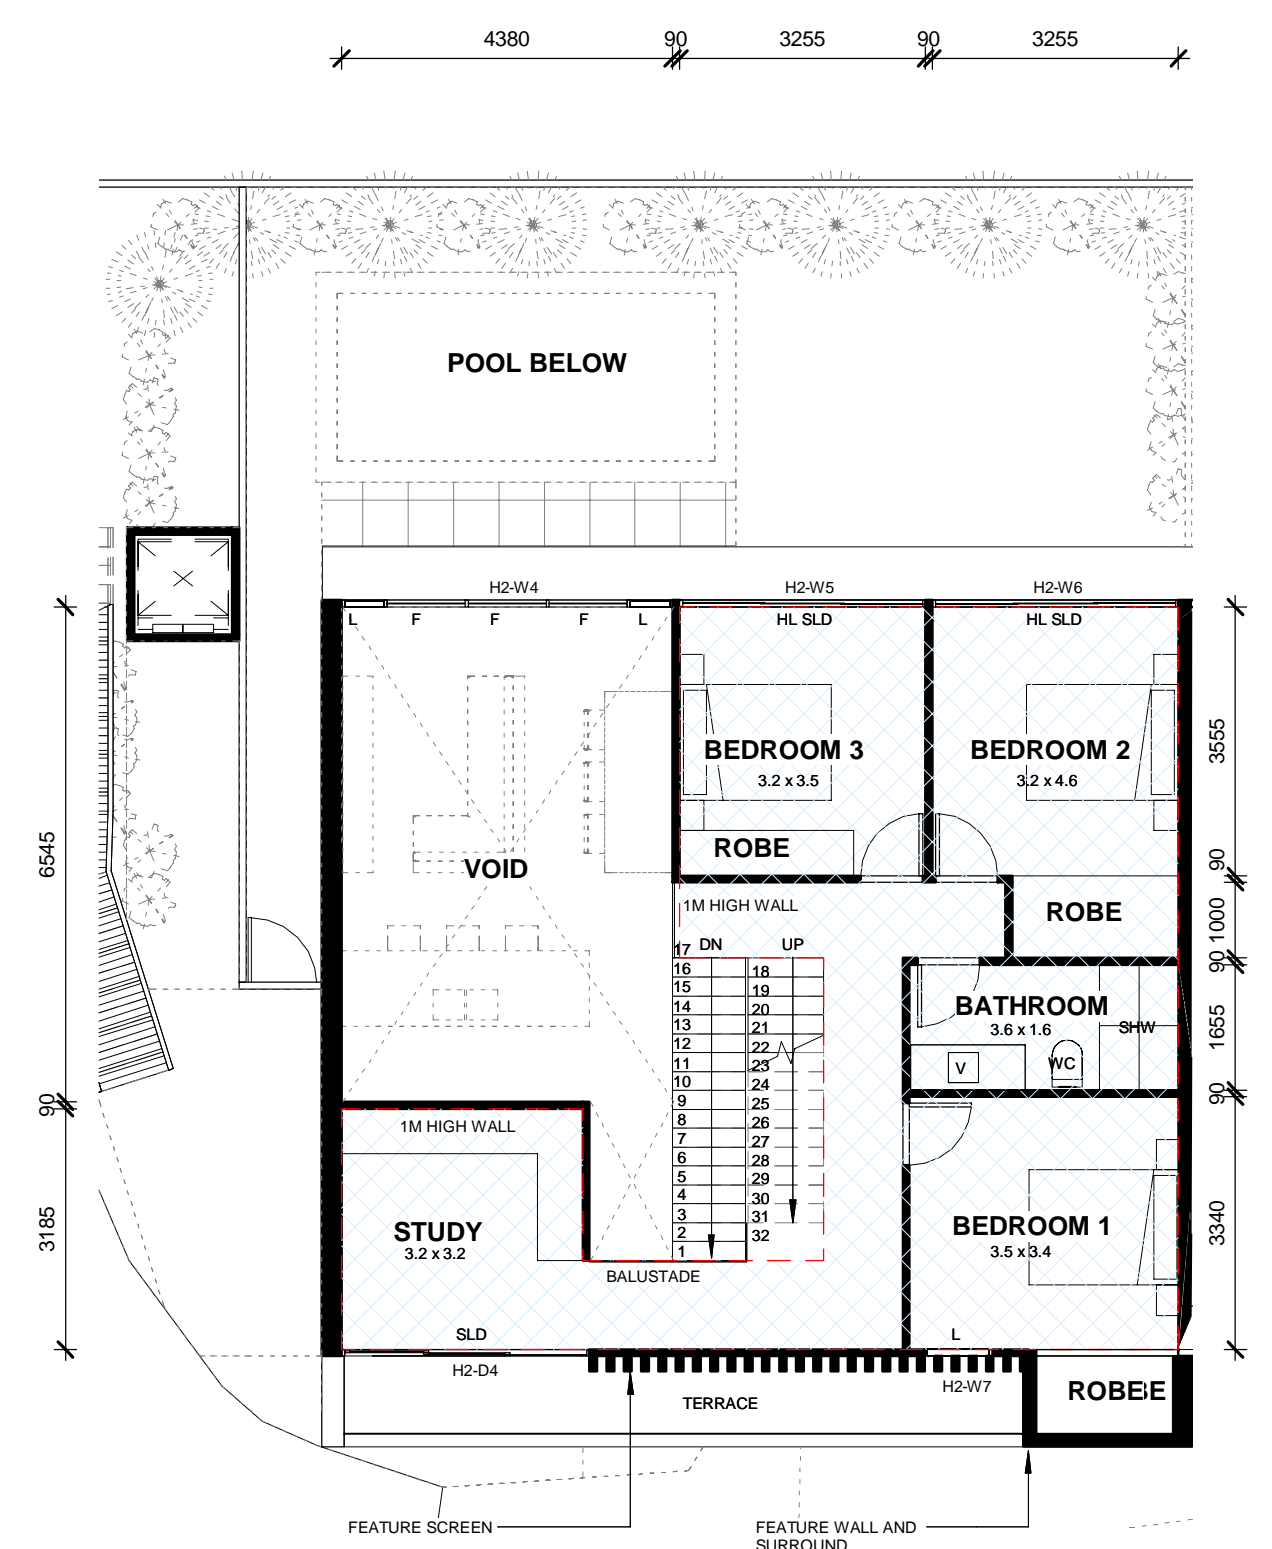 4380
90
3255
90
3255
POOL BELOW
H2-W4
H2-W5
H2-W6
L
F
F
F
L
HL SLD
HL SLD
BEDROOM 3
3.2 x 3.5
BEDROOM 2
3.2 x 4.6
3555
6545
VOID
ROBE
90
1M HIGH WALL
ROBE
1000
17
DN
UP
90
16
18
15
19
14
20
13
21
12
22
11
23
10
24
9
25
8
26
7
27
6
28
5
29
4
30
3
31
2
32
1
BATHROOM
3.6 x 1.6
SHW
V
WC
1655
90
90
1M HIGH WALL
STUDY
3.2 x 3.2
3185
BEDROOM 1
3.5 x 3.4
3340
BALUSTADE
SLD
L
H2-D4
H2-W7
ROBEBE
TERRACE
FEATURE SCREEN
FEATURE WALL AND
SURROUND